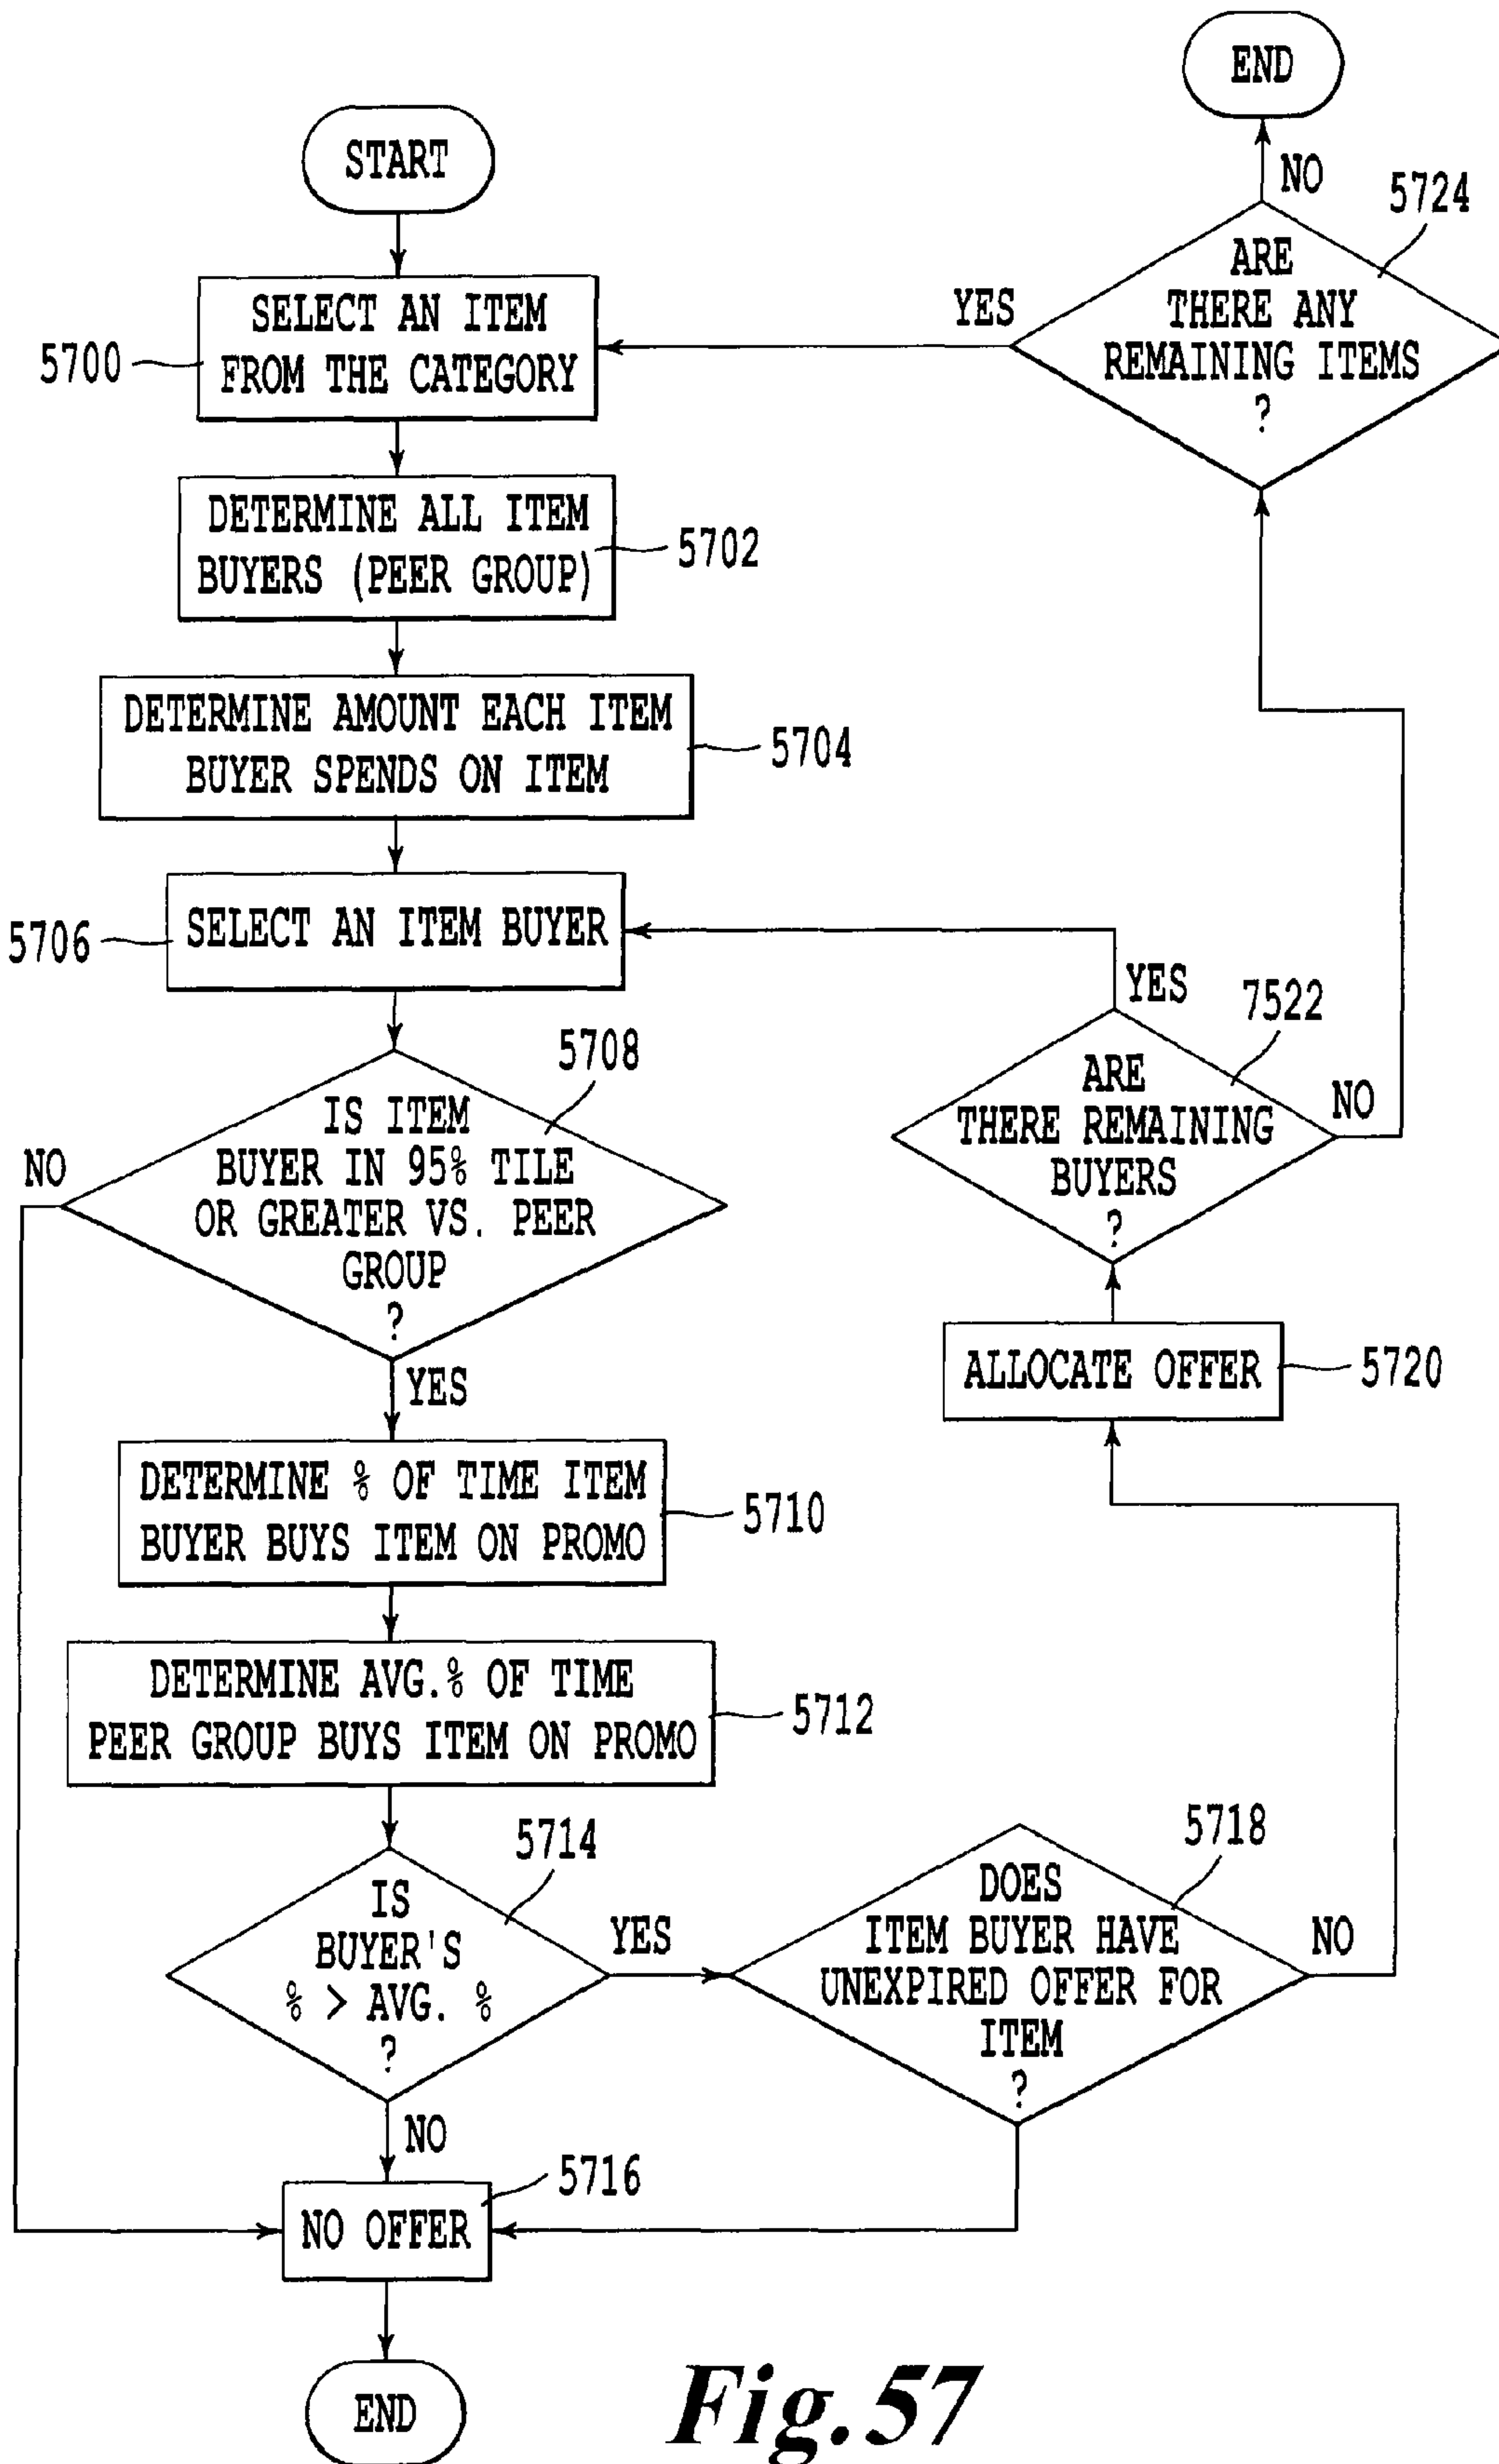 START
SELECT AN ITEM
FROM THE CATEGORY
5700
DETERMINE ALL ITEM
BUYERS (PEER GROUP)
5702
DETERMINE AMOUNT EACH ITEM
BUYER SPENDS ON ITEM
5704
SELECT AN ITEM BUYER
5706
IS ITEM
BUYER IN 95% TILE
OR GREATER VS. PEER
GROUP
?
5708
NO
YES
DETERMINE % OF TIME ITEM
BUYER BUYS ITEM ON PROMO
5710
DETERMINE AVG.% OF TIME
PEER GROUP BUYS ITEM ON PROMO
5712
IS
BUYER'S
% > AVG. %
?
5714
YES
NO
NO OFFER
5716
END
DOES
ITEM BUYER HAVE
UNEXPIRED OFFER FOR
ITEM
?
5718
NO
ALLOCATE OFFER
5720
ARE
THERE REMAINING
BUYERS
?
7522
YES
NO
ARE
THERE ANY
REMAINING ITEMS
?
5724
YES
NO
END
Fig.57